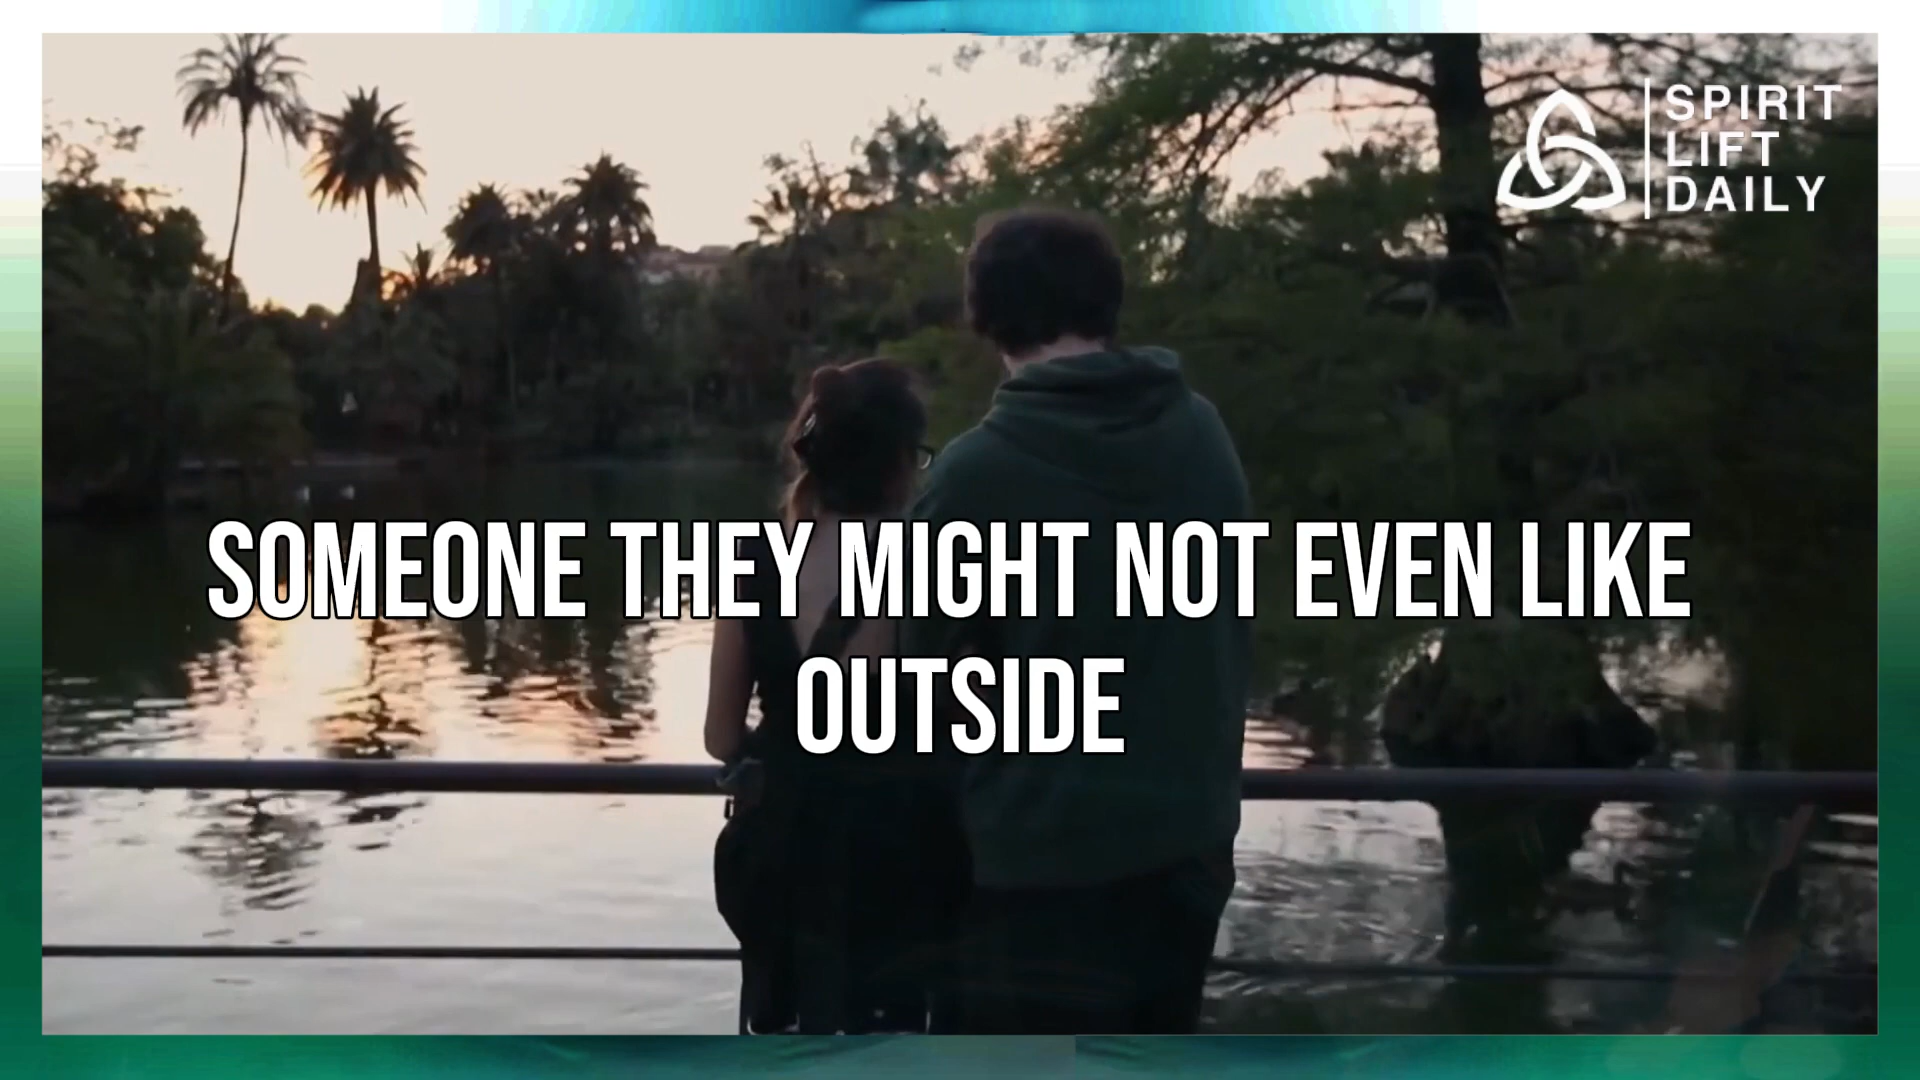 SPIRIT
LIFT
DAILY
SOMEONE THEY MIGHT NOT EVEN LIKE
OUTSIDE